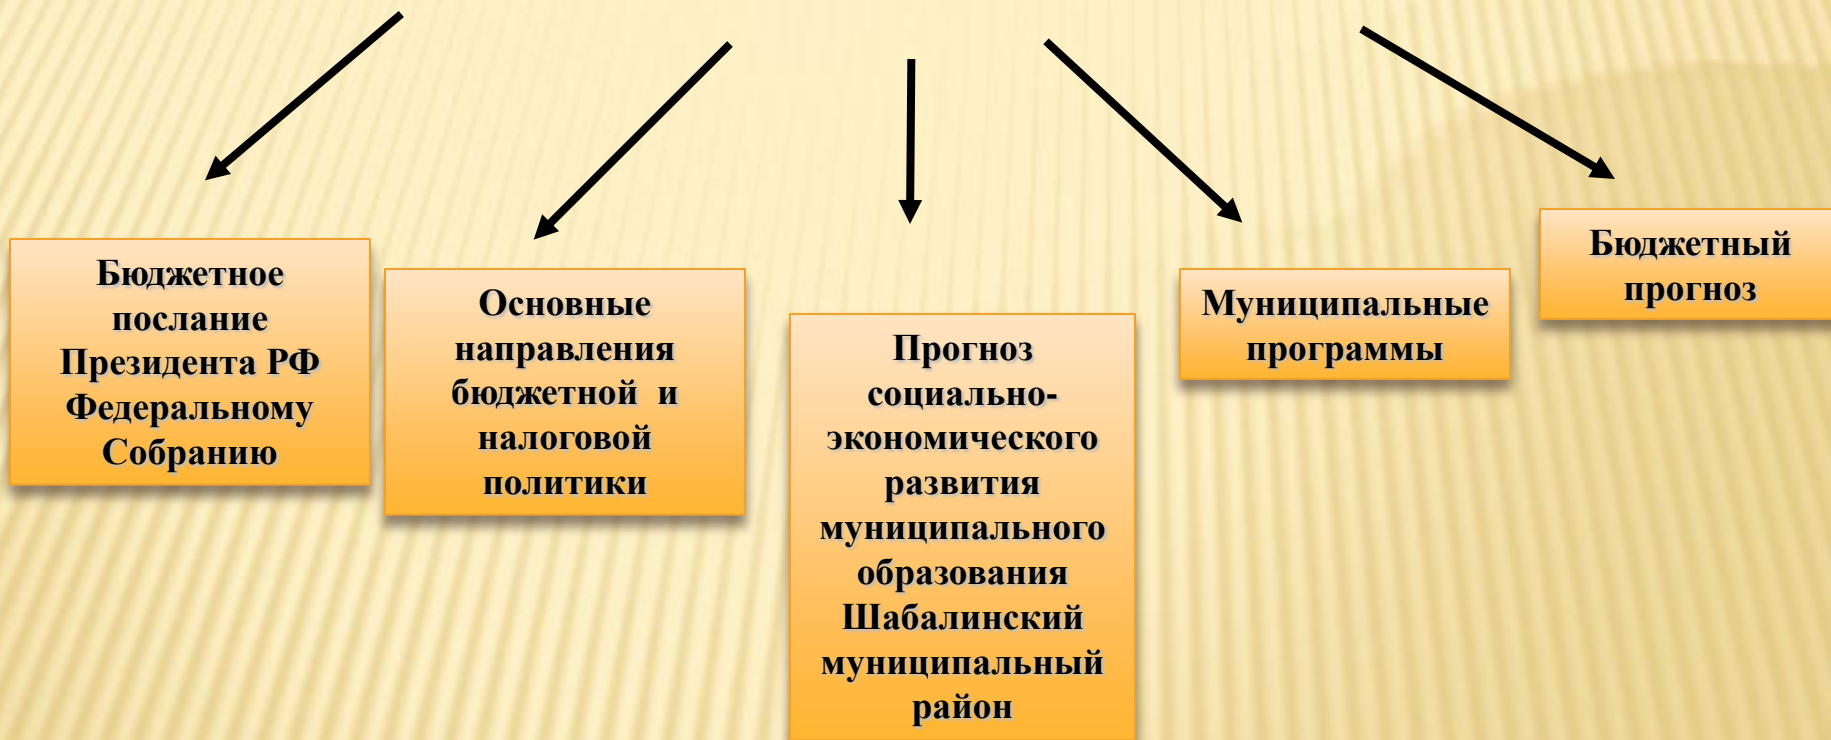 Бюджетное
послание
Президента РФ
Федеральному
Собранию
Основные
направления
бюджетной и
налоговой
политики
Прогноз
социально-
экономического
развития
муниципального
образования
Шабалинский
муниципальный
район
Муниципальные
программы
Бюджетный
прогноз